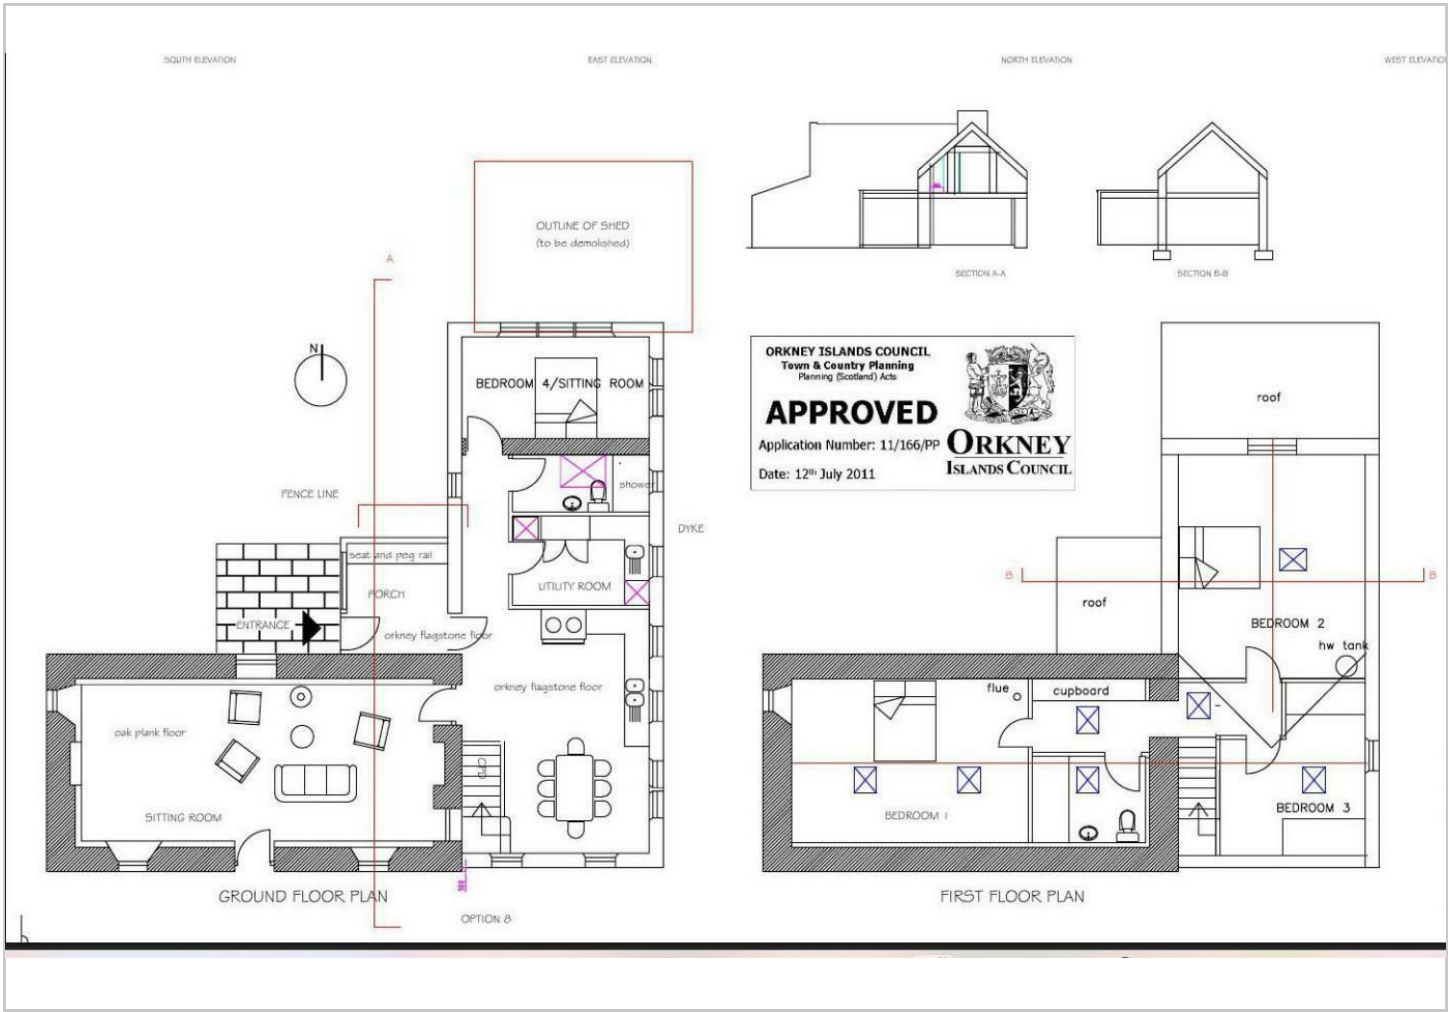 SOUTH ELEVATION
EAST ELEVATION
NORTH ELEVATION
WEST ELEVATIO
OUTLINE OF SHED
(to be demolished)
A
N
SECTION A-A
SECTION B-B
ORKNEY ISLANDS COUNCIL
Town & Country Planning
Planning (Scotland) Acts
APPROVED
Application Number: 11/166/PP
Date: 12th July 2011
ORKNEY
ISLANDS COUNCIL
BEDROOM 4/SITTING ROOM
shower
FENCE LINE
DYKE
seat and peg rail
PORCH
UTILITY ROOM
ENTRANCE
orkney flagstone floor
orkney flagstone floor
oak plank floor
CPD
SITTING ROOM
GROUND FLOOR PLAN
OPTION 8
roof
B
B
roof
BEDROOM 2
hw tank
flue
cupboard
BEDROOM 1
BEDROOM 3
FIRST FLOOR PLAN